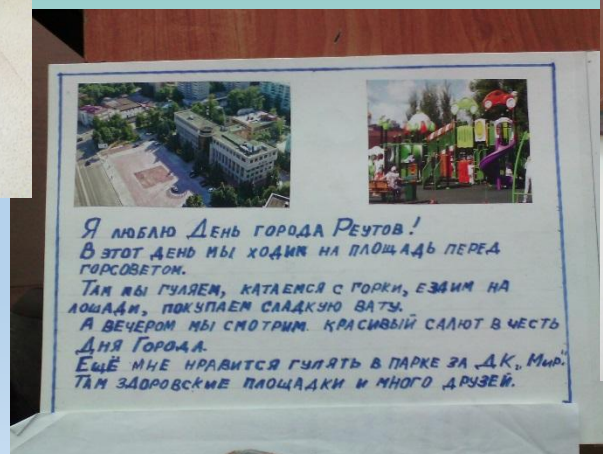 Я люблю День города Реутов!
В этот день мы ходим на площадь перед
горсоветом.
Там мы гуляем, катаемся с горки, ездим на
лошади, покупаем сладкую вату.
А вечером мы смотрим красивый салют в честь
Дня Города.
Ещё мне нравится гулять в парке за ДК „Мир".
Там здоровские площадки и много друзей.